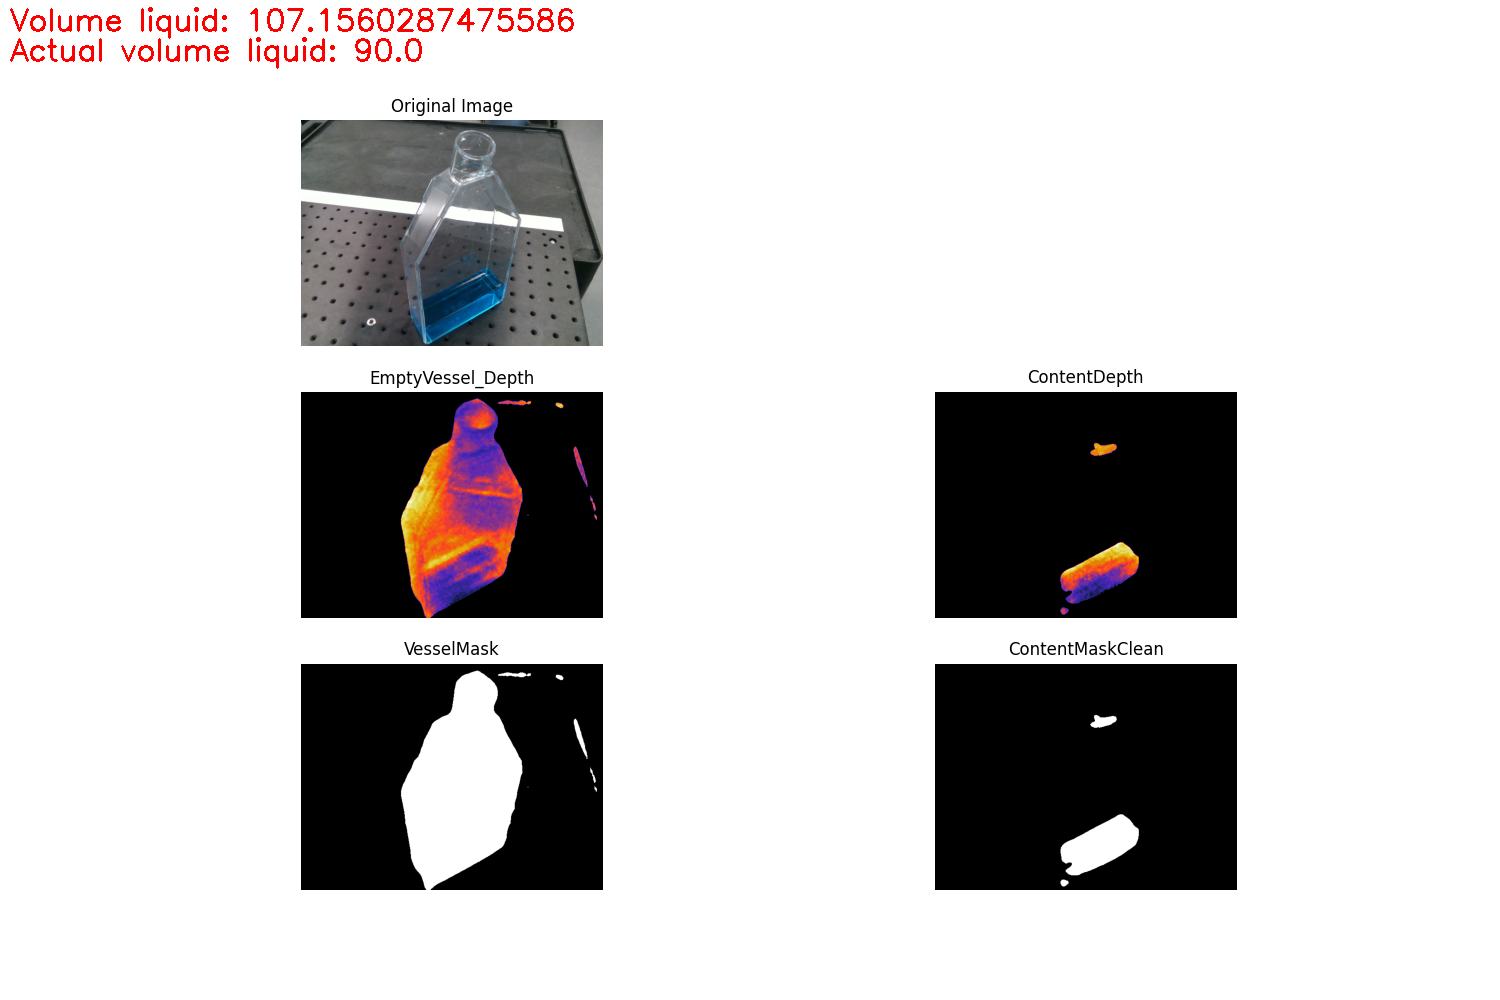 Volume liquid: 107.1560287475586
Actual volume liquid: 90.0
Original Image
EmptyVessel_Depth
ContentDepth
VesselMask
ContentMaskClean